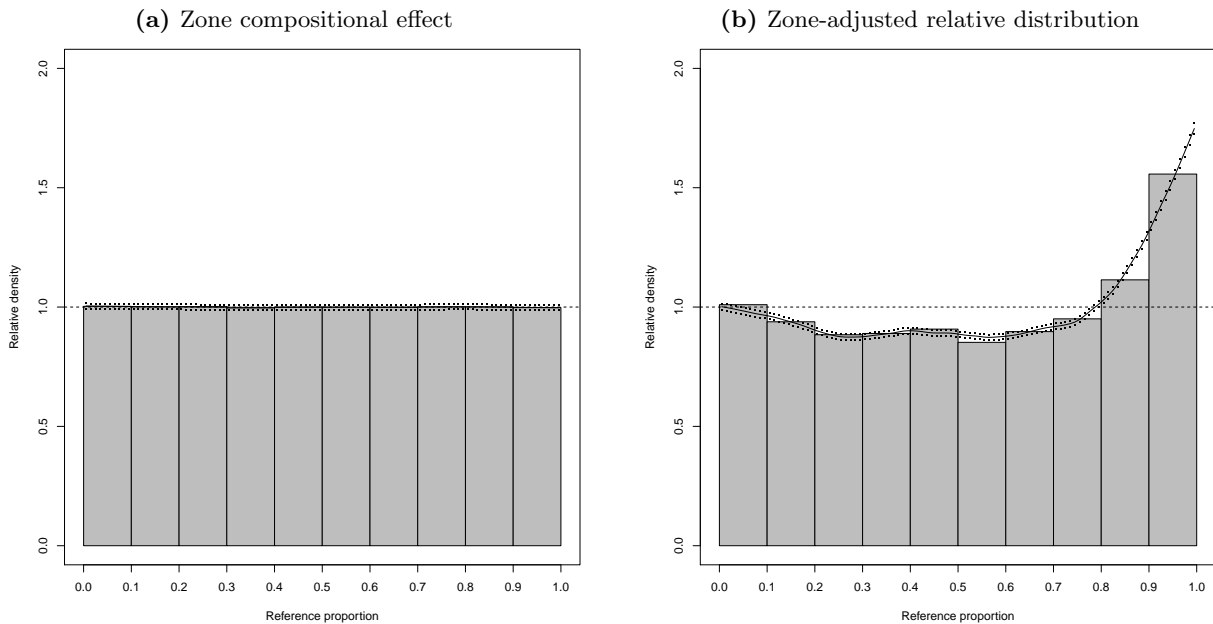 (a) Zone compositional effect
2.0
1.5
1.0
0.5
0.0
Relative density
0.0 0.1 0.2 0.3 0.4 0.5 0.6 0.7 0.8 0.9 1.0
Reference proportion
(b) Zone-adjusted relative distribution
2.0
1.5
1.0
0.5
0.0
Relative density
0.0 0.1 0.2 0.3 0.4 0.5 0.6 0.7 0.8 0.9 1.0
Reference proportion